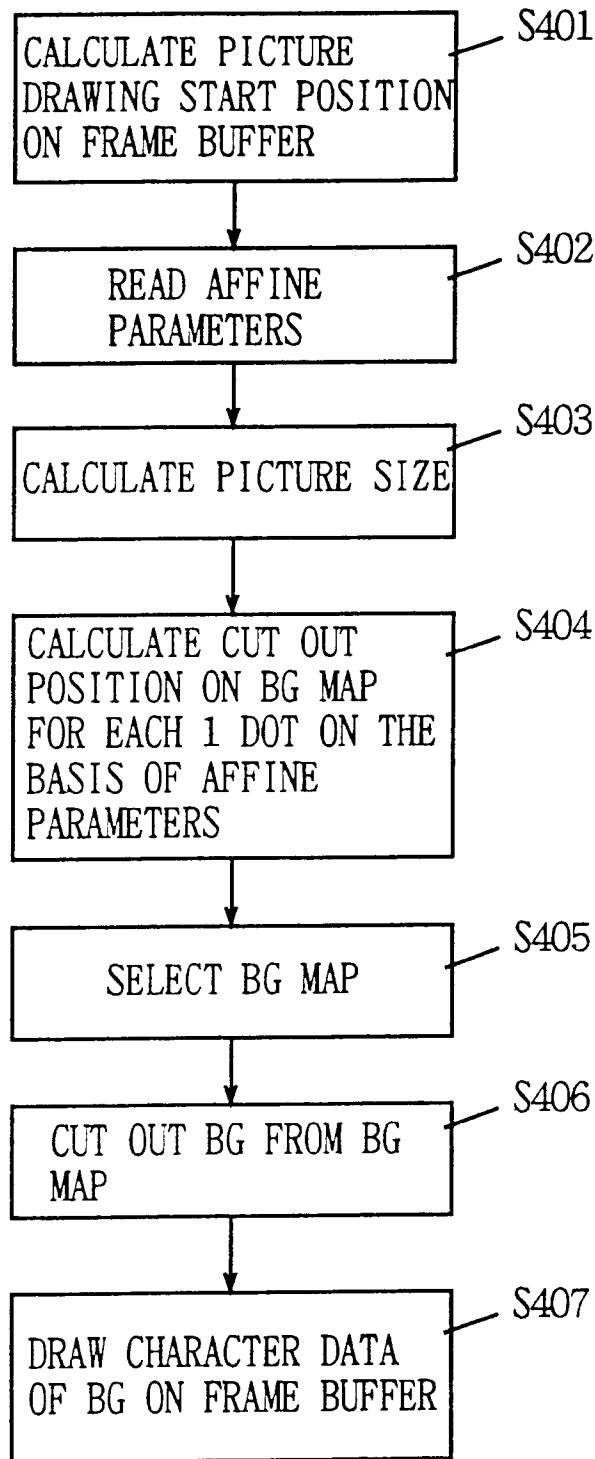 S401
CALCULATE PICTURE
DRAWING START POSITION
ON FRAME BUFFER
S402
READ AFFINE
PARAMETERS
S403
CALCULATE PICTURE SIZE
S404
CALCULATE CUT OUT
POSITION ON BG MAP
FOR EACH 1 DOT ON THE
BASIS OF AFFINE
PARAMETERS
S405
SELECT BG MAP
S406
CUT OUT BG FROM BG
MAP
S407
DRAW CHARACTER DATA
OF BG ON FRAME BUFFER